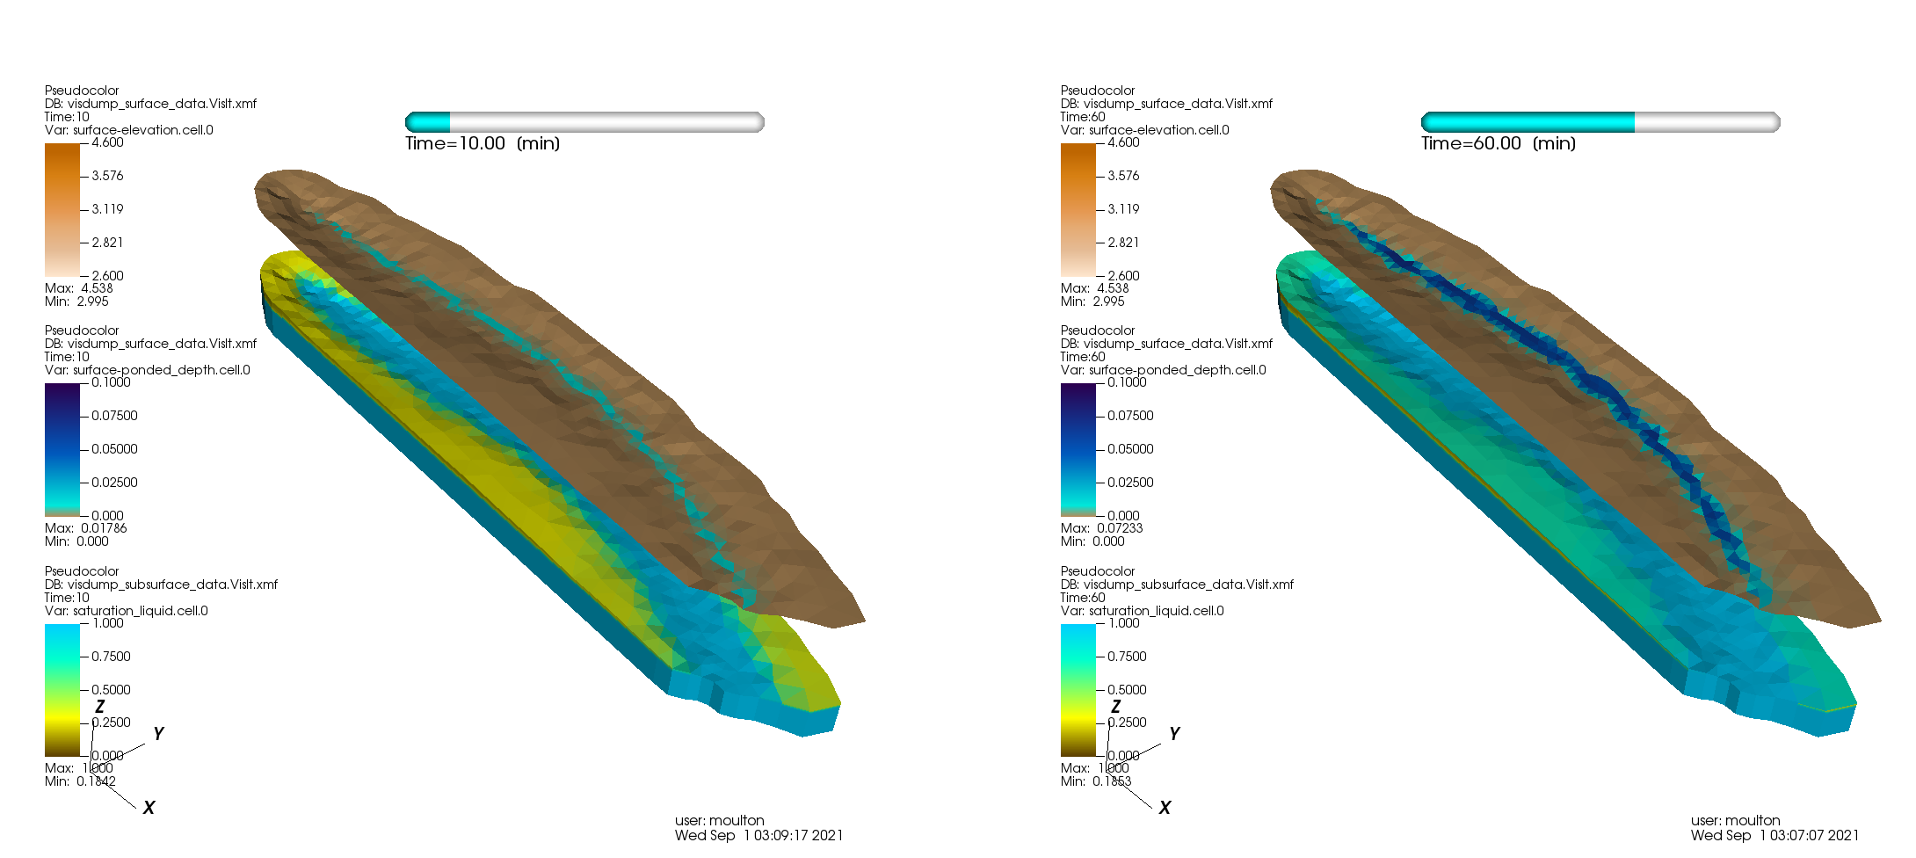 Pseudocolor
DB: visdump_surface_data.VisIt.xmf
Time:10
Var: surface-elevation.cell.0
4.600
3.576
3.119
2.821
2.600
Max: 4.538
Min: 2.995
Pseudocolor
DB: visdump_surface_data.VisIt.xmf
Time:10
Var: surface-ponded_depth.cell.0
0.1000
0.07500
0.05000
0.02500
0.000
Max: 0.01786
Min: 0.000
Pseudocolor
DB: visdump_subsurface_data.VisIt.xmf
Time:10
Var: saturation_liquid.cell.0
1.000
0.7500
0.5000
0.2500
0.000
Max: 1.000
Min: 0.1842
Z
Y
X
Time=10.00 (min)
user: moulton
Wed Sep 1 03:09:17 2021
Pseudocolor
DB: visdump_surface_data.VisIt.xmf
Time:60
Var: surface-elevation.cell.0
4.600
3.576
3.119
2.821
2.600
Max: 4.538
Min: 2.995
Pseudocolor
DB: visdump_surface_data.VisIt.xmf
Time:60
Var: surface-ponded_depth.cell.0
0.1000
0.07500
0.05000
0.02500
0.000
Max: 0.07233
Min: 0.000
Pseudocolor
DB: visdump_subsurface_data.VisIt.xmf
Time:60
Var: saturation_liquid.cell.0
1.000
0.7500
0.5000
0.2500
0.000
Max: 1.000
Min: 0.1853
Z
Y
X
Time=60.00 (min)
user: moulton
Wed Sep 1 03:07:07 2021